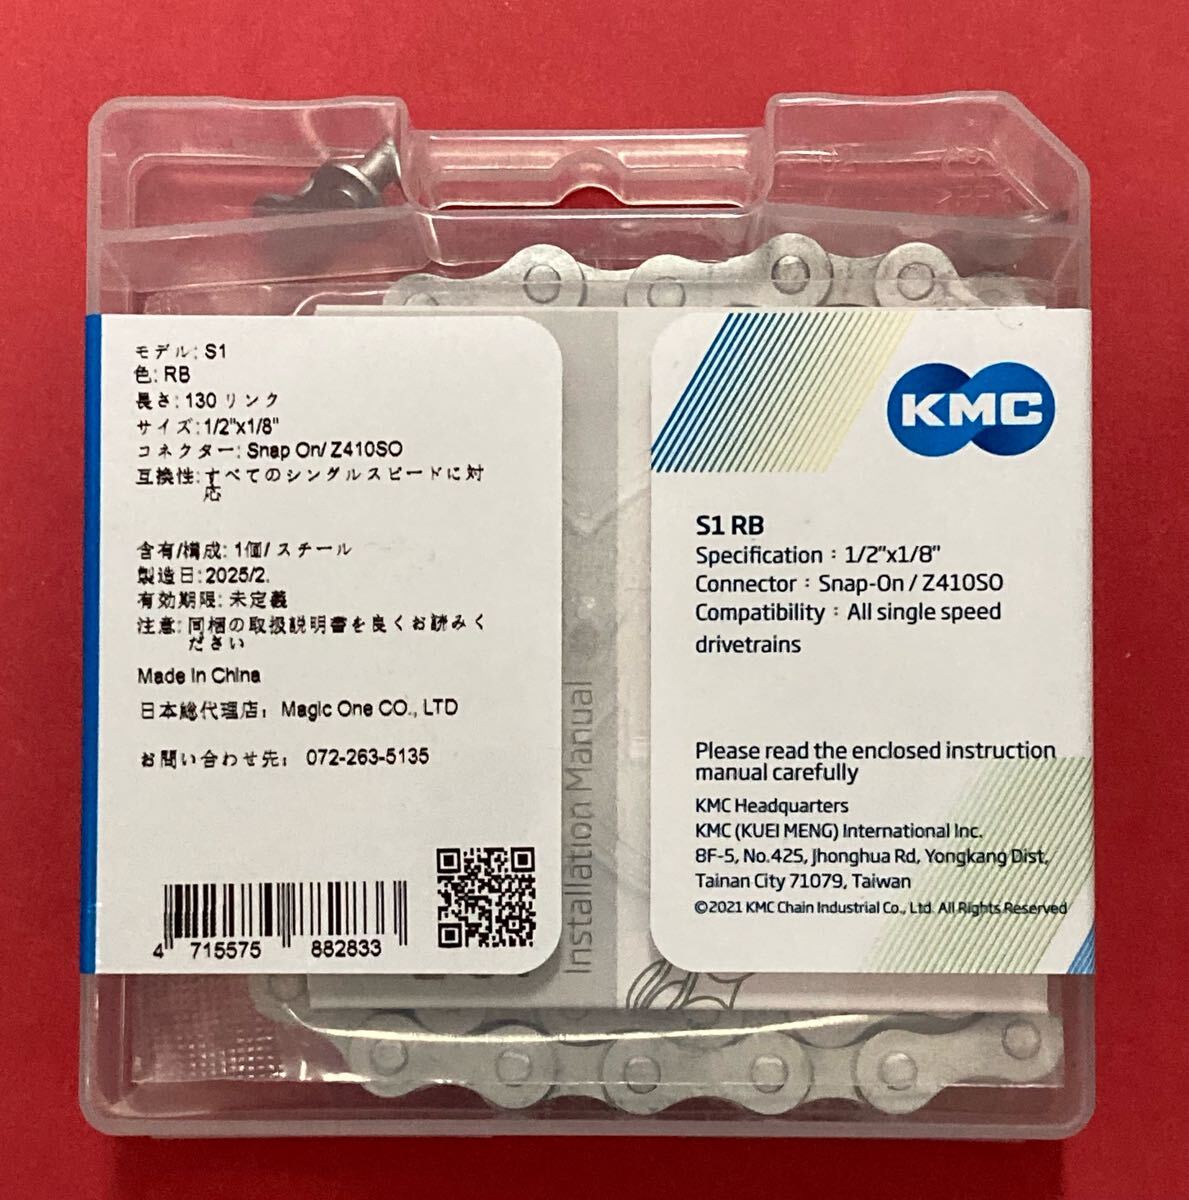 モデル: S1
色: RB
長さ: 130 リンク
サイズ: 1/2"x1/8"
コネクター: Snap On/ Z410SO
互換性: すべてのシングルスピードに対
応
含有/構成: 1個/ スチール
製造日: 2025/2.
有効期限: 未定義
注意: 同梱の取扱説明書を良くお読みく
ださい
Made In China
日本総代理店: Magic One CO., LTD
お問い合わせ先: 072-263-5135
4 715575 882833
Installation Manual
KMC
S1 RB
Specification : 1/2"x1/8"
Connector : Snap-On / Z410SO
Compatibility : All single speed
drivetrains
Please read the enclosed instruction
manual carefully
KMC Headquarters
KMC (KUEI MENG) International Inc.
8F-5, No.425, Jhonghua Rd, Yongkang Dist,
Tainan City 71079, Taiwan
©2021 KMC Chain Industrial Co., Ltd. All Rights Reserved